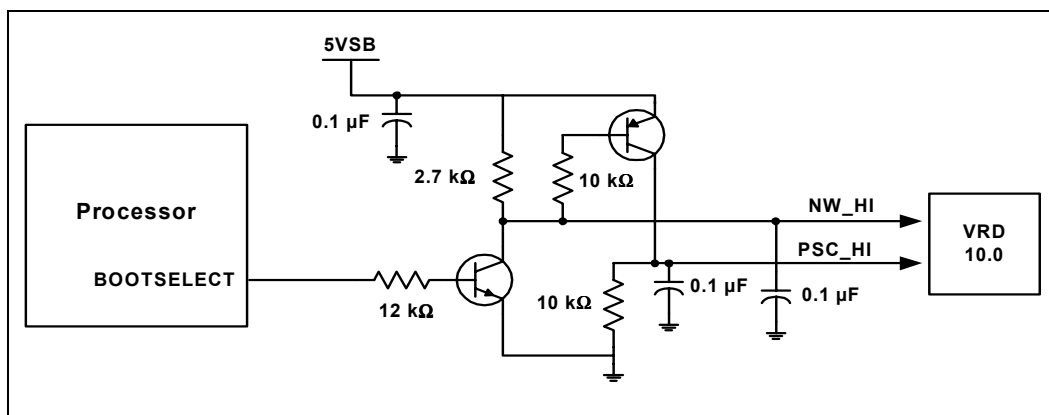 5VSB
0.1 µF
2.7 kΩ
10 kΩ
Processor
NW_HI
VRD
10.0
PSC_HI
BOOTSELECT
12 kΩ
10 kΩ
0.1 µF
0.1 µF